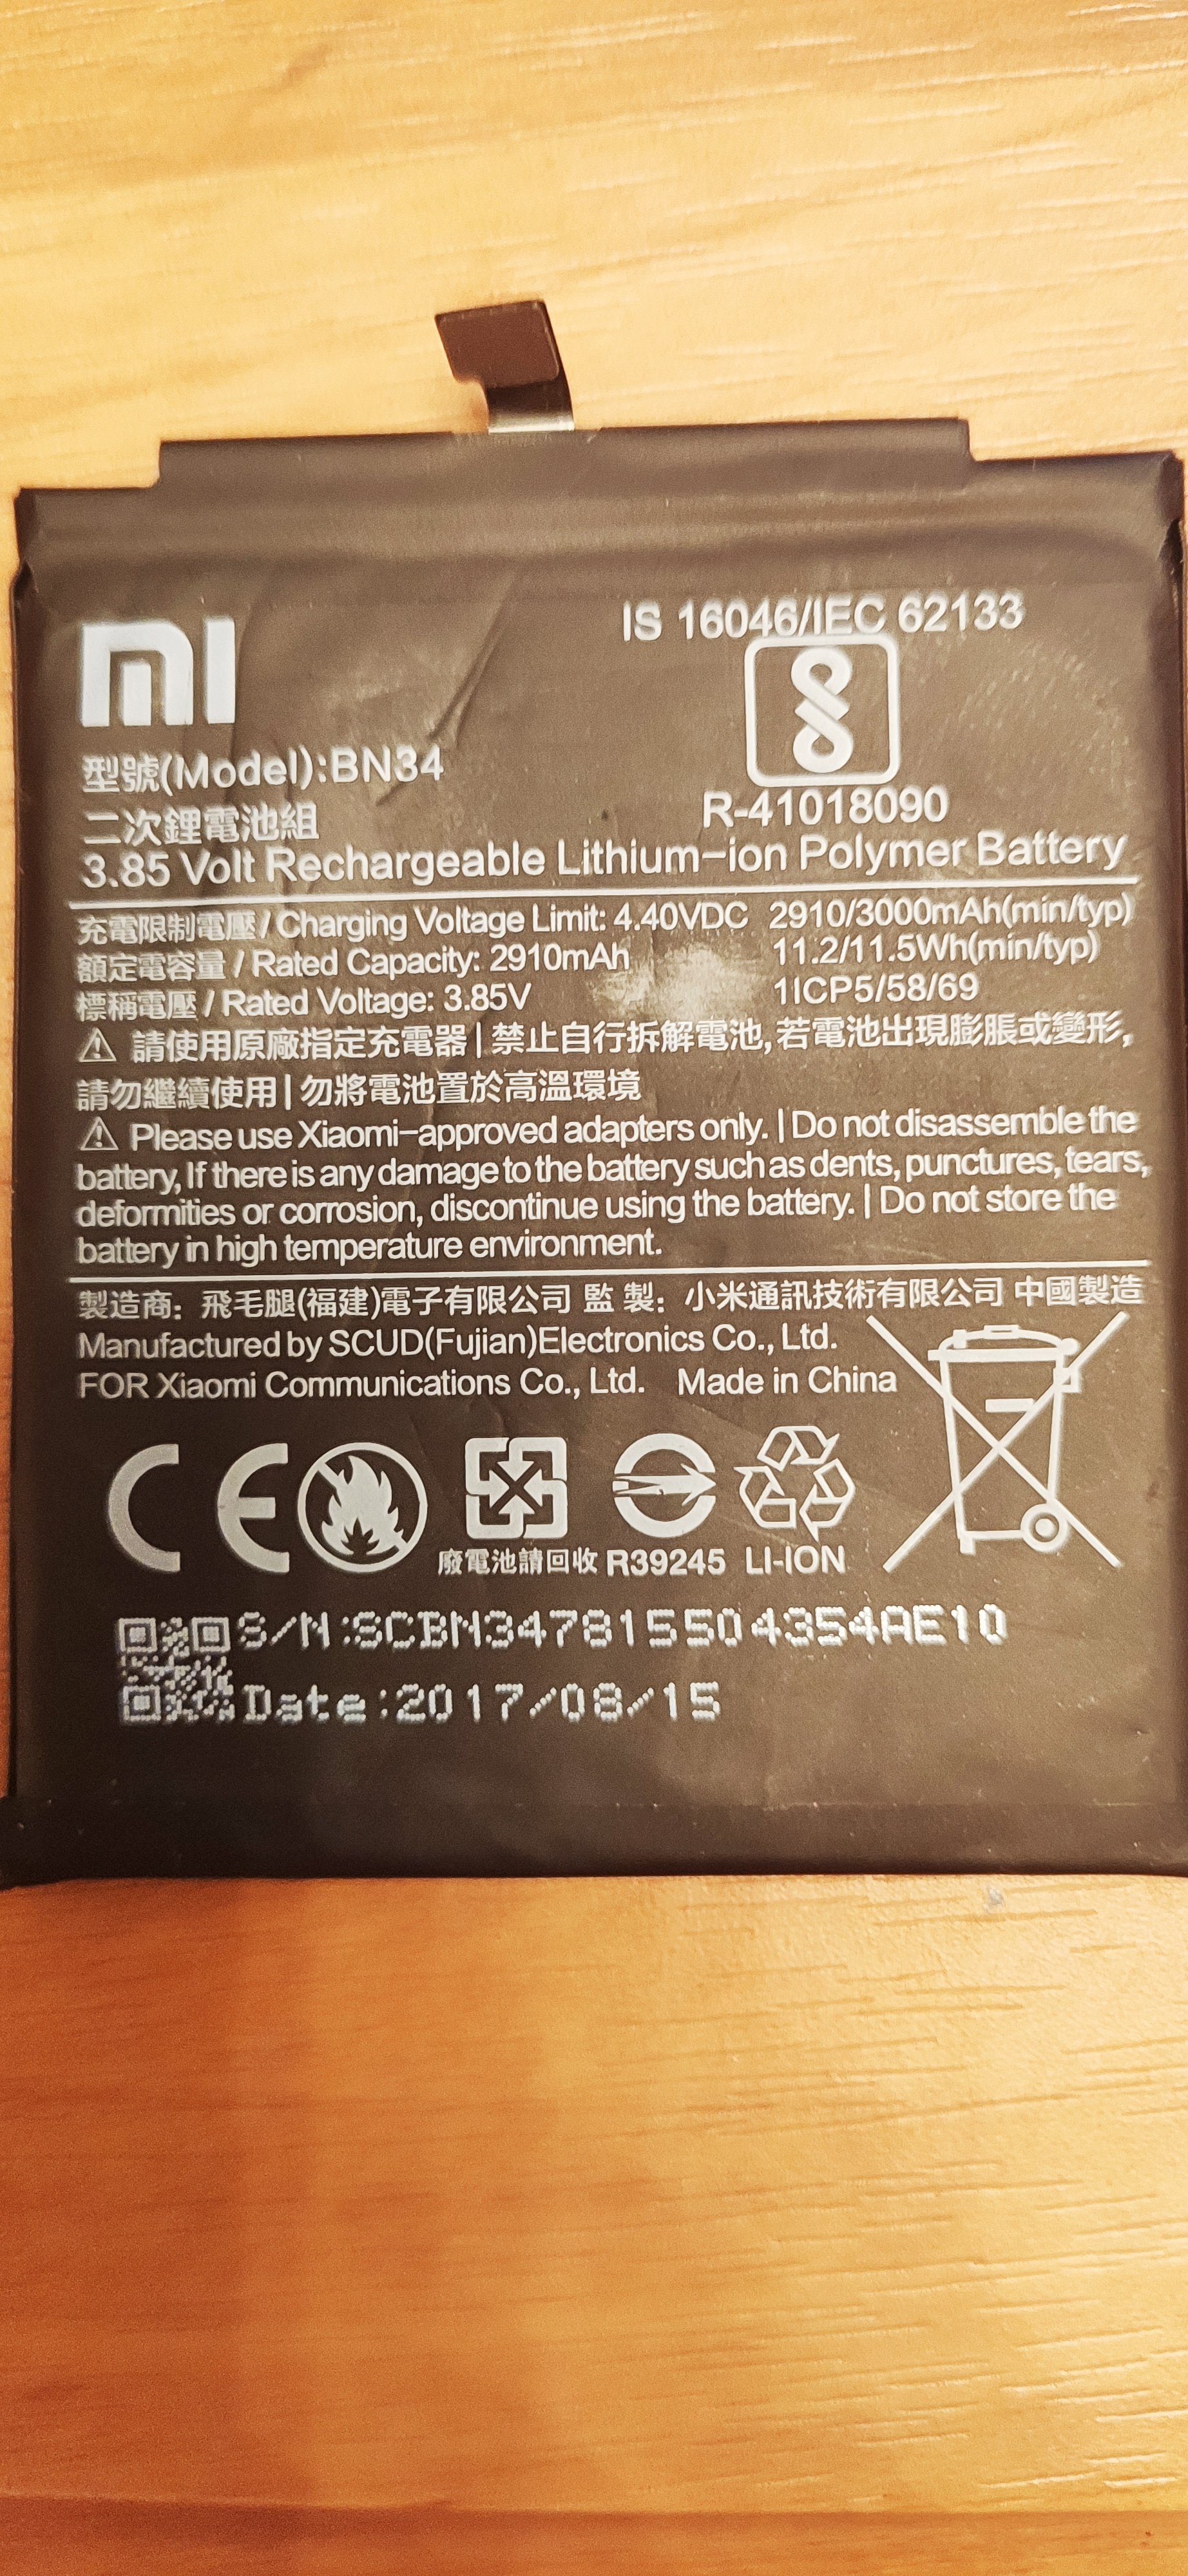 mi
IS 16046/IEC 62133
R-41018090
型號(Model):BN34
二次鋰電池組
3.85 Volt Rechargeable Lithium-ion Polymer Battery
充電限制電壓/Charging Voltage Limit: 4.40VDC 2910/3000mAh(min/typ)
額定電容量/Rated Capacity: 2910mAh 11.2/11.5Wh(min/typ)
標稱電壓/Rated Voltage: 3.85V 1ICP5/58/69
⚠ 請使用原廠指定充電器|禁止自行拆解電池,若電池出現膨脹或變形,
請勿繼續使用|勿將電池置於高溫環境
⚠ Please use Xiaomi-approved adapters only. | Do not disassemble the
battery, If there is any damage to the battery such as dents, punctures, tears,
deformities or corrosion, discontinue using the battery. | Do not store the
battery in high temperature environment.
製造商：飛毛腿(福建)電子有限公司 監 製：小米通訊技術有限公司 中國製造
Manufactured by SCUD(Fujian)Electronics Co., Ltd.
FOR Xiaomi Communications Co., Ltd. Made in China
CE
廢電池請回收 R39245 LI-ION
S/N:SCBN347815504354AE10
Date:2017/08/15